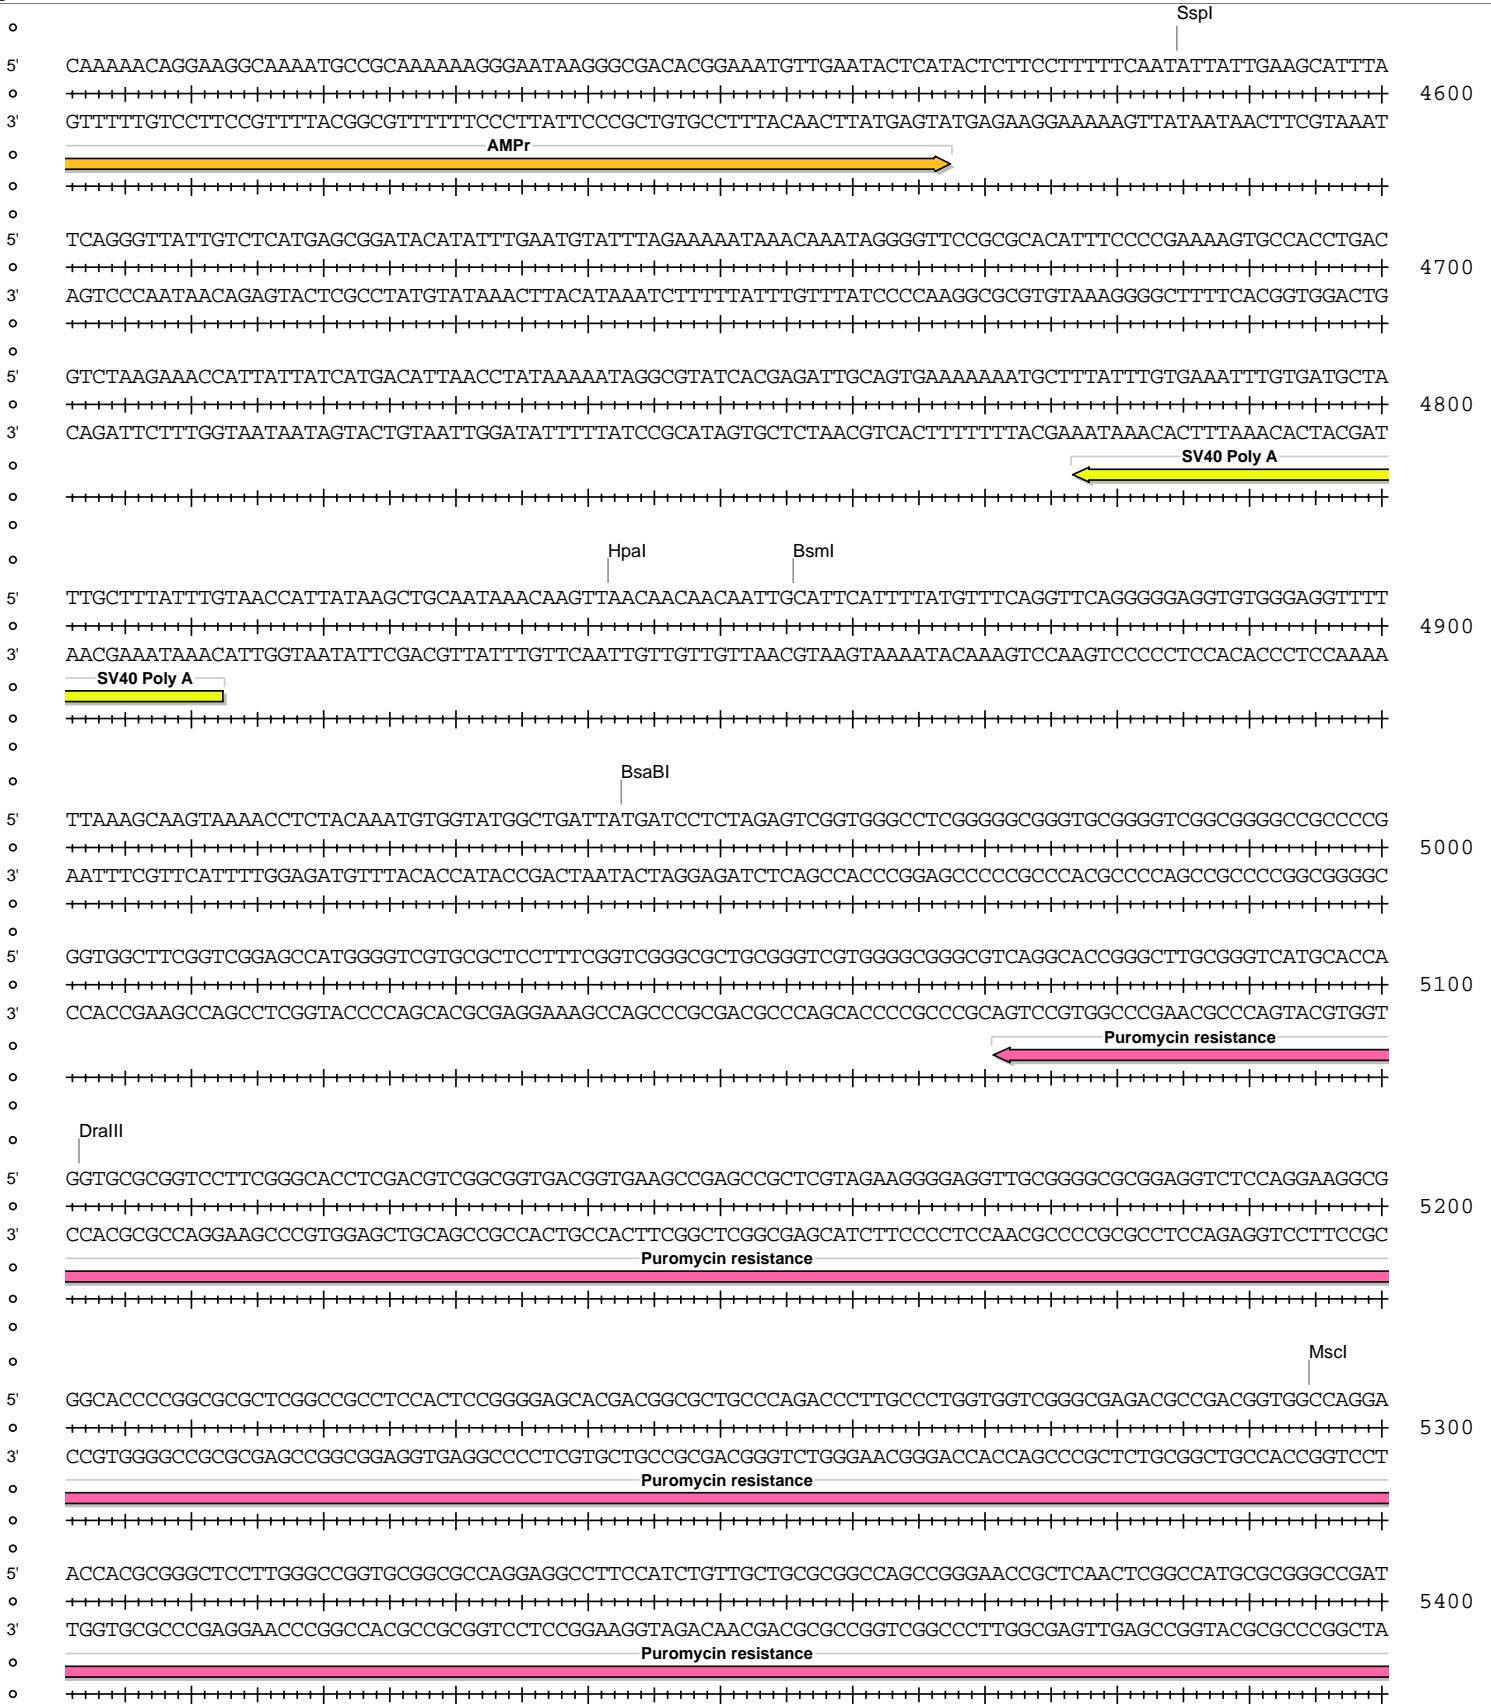 SspI
5' CAAAAACAGGAAGGCAAAATGCCGCAAAAAAGGGAATAAGGGCGACACGGAAATGTTGAATACTCATACTCTTCCTTTTTCAATATTATTGAAGCATTTA
4600
3' GTTTTTGTCCTTCCGTTTTACGGCGTTTTTTCCCTTATTCCCGCTGTGCCTTTACAACTTATGAGTATGAGAAGGAAAAAGTTATAATAACTTCGTAAAT
AMPr
5' TCAGGGTTATTGTCTCATGAGCGGATACATATTTGAATGTATTTAGAAAAATAAACAAATAGGGGTTCCGCGCACATTTCCCCGAAAAGTGCCACCTGAC
4700
3' AGTCCCAATAACAGAGTACTCGCCTATGTATAAACTTACATAAATCTTTTTATTTGTTTATCCCCAAGGCGCGTGTAAAGGGGCTTTTCACGGTGGACTG
5' GTCTAAGAAACCATTATTATCATGACATTAACCTATAAAAATAGGCGTATCACGAGATTGCAGTGAAAAAAATGCTTTATTTGTGAAATTTGTGATGCTA
4800
3' CAGATTCTTTGGTAATAATAGTACTGTAATTGGATATTTTTATCCGCATAGTGCTCTAACGTCACTTTTTTTACGAAATAAACACTTTAAACACTACGAT
SV40 Poly A
HpaI BsmI
5' TTGCTTTATTTGTAACCATTATAAGCTGCAATAAACAAGTTAACAACAACAATTGCATTCATTTTATGTTTCAGGTTCAGGGGGAGGTGTGGGAGGTTTT
4900
3' AACGAAATAAACATTGGTAATATTCGACGTTATTTGTTCAATTGTTGTTGTTAACGTAAGTAAAATACAAAGTCCAAGTCCCCCTCCACACCCTCCAAAA
SV40 Poly A
BsaBI
5' TTAAAGCAAGTAAAACCTCTACAAATGTGGTATGGCTGATTATGATCCTCTAGAGTCGGTGGGCCTCGGGGGCGGGTGCGGGGTCGGCGGGGCCGCCCCG
5000
3' AATTTCGTTCATTTTGGAGATGTTTACACCATACCGACTAATACTAGGAGATCTCAGCCACCCGGAGCCCCCGCCCACGCCCCAGCCGCCCCGGCGGGGC
5' GGTGGCTTCGGTCGGAGCCATGGGGTCGTGCGCTCCTTTCGGTCGGGCGCTGCGGGTCGTGGGGCGGGCGTCAGGCACCGGGCTTGCGGGTCATGCACCA
5100
3' CCACCGAAGCCAGCCTCGGTACCCCAGCACGCGAGGAAAGCCAGCCCGCGACGCCCAGCACCCCGCCCGCAGTCCGTGGCCCGAACGCCCAGTACGTGGT
Puromycin resistance
DraIII
5' GGTGCGCGGTCCTTCGGGCACCTCGACGTCGGCGGTGACGGTGAAGCCGAGCCGCTCGTAGAAGGGGAGGTTGCGGGGCGCGGAGGTCTCCAGGAAGGCG
5200
3' CCACGCGCCAGGAAGCCCGTGGAGCTGCAGCCGCCACTGCCACTTCGGCTCGGCGAGCATCTTCCCCTCCAACGCCCCGCGCCTCCAGAGGTCCTTCCGC
Puromycin resistance
MscI
5' GGCACCCCGGCGCGCTCGGCCGCCTCCACTCCGGGGAGCACGACGGCGCTGCCCAGACCCTTGCCCTGGTGGTCGGGCGAGACGCCGACGGTGGCCAGGA
5300
3' CCGTGGGGCCGCGCGAGCCGGCGGAGGTGAGGCCCCTCGTGCTGCCGCGACGGGTCTGGGAACGGGACCACCAGCCCGCTCTGCGGCTGCCACCGGTCCT
Puromycin resistance
5' ACCACGCGGGCTCCTTGGGCCGGTGCGGCGCCAGGAGGCCTTCCATCTGTTGCTGCGCGGCCAGCCGGGAACCGCTCAACTCGGCCATGCGCGGGCCGAT
5400
3' TGGTGCGCCCGAGGAACCCGGCCACGCCGCGGTCCTCCGGAAGGTAGACAACGACGCGCCGGTCGGCCCTTGGCGAGTTGAGCCGGTACGCGCCCGGCTA
Puromycin resistance